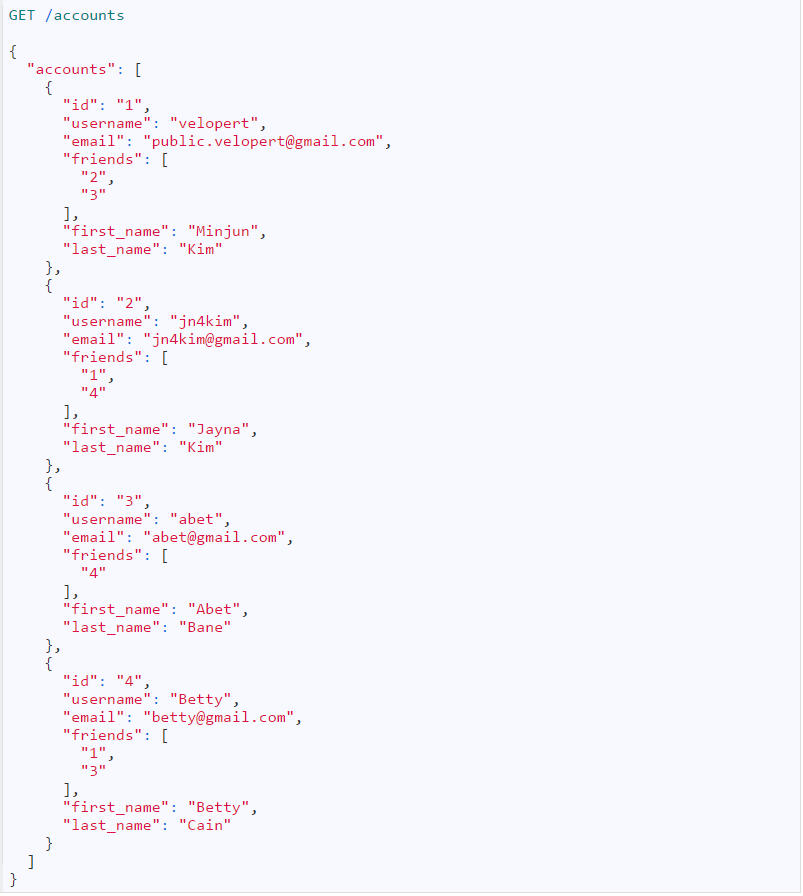 GET /accounts
{
"accounts": [
{
"id": "1",
"username": "velopert",
"email": "public.velopert@gmail.com",
"friends": [
"2",
"3"
],
"first_name": "Minjun",
"last_name": "Kim"
},
{
"id": "2",
"username": "jn4kim",
"email": "jn4kim@gmail.com",
"friends": [
"1",
"4"
],
"first_name": "Jayna",
"last_name": "Kim"
},
{
"id": "3",
"username": "abet",
"email": "abet@gmail.com",
"friends": [
"4"
],
"first_name": "Abet",
"last_name": "Bane"
},
{
"id": "4",
"username": "Betty",
"email": "betty@gmail.com",
"friends": [
"1",
"3"
],
"first_name": "Betty",
"last_name": "Cain"
}
]
}